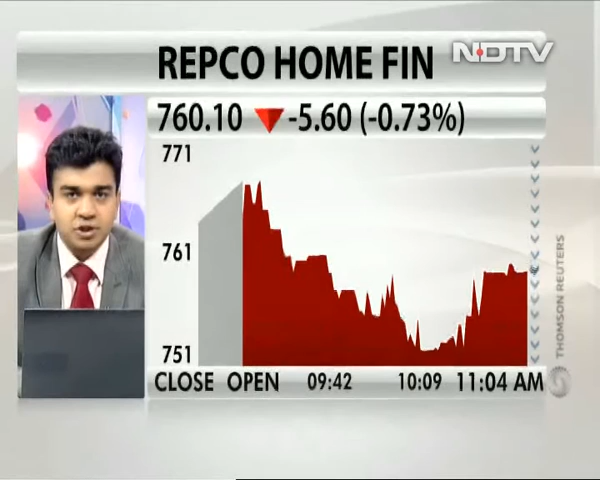 REPCO HOME FIN
NDTV
760.10 ▼ -5.60 (-0.73%)
771
761
751
CLOSE OPEN 09:42 10:09 11:04 AM
THOMSON REUTERS